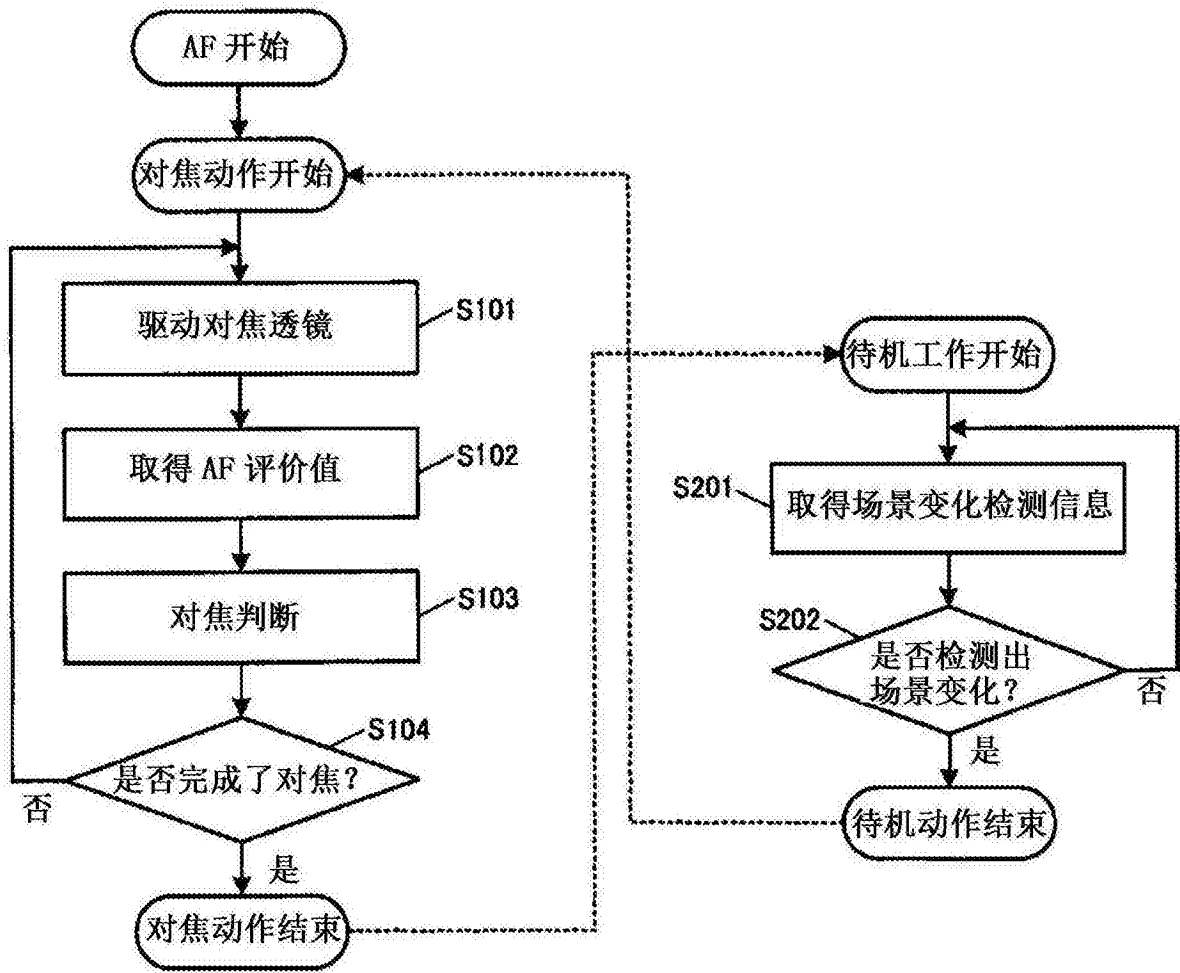 AF 开始
对焦动作开始
驱动对焦透镜
S101
取得 AF 评价值
S102
对焦判断
S103
S104
是否完成了对焦？
否
是
对焦动作结束
待机工作开始
S201
取得场景变化检测信息
S202
是否检测出
场景变化？
否
是
待机动作结束